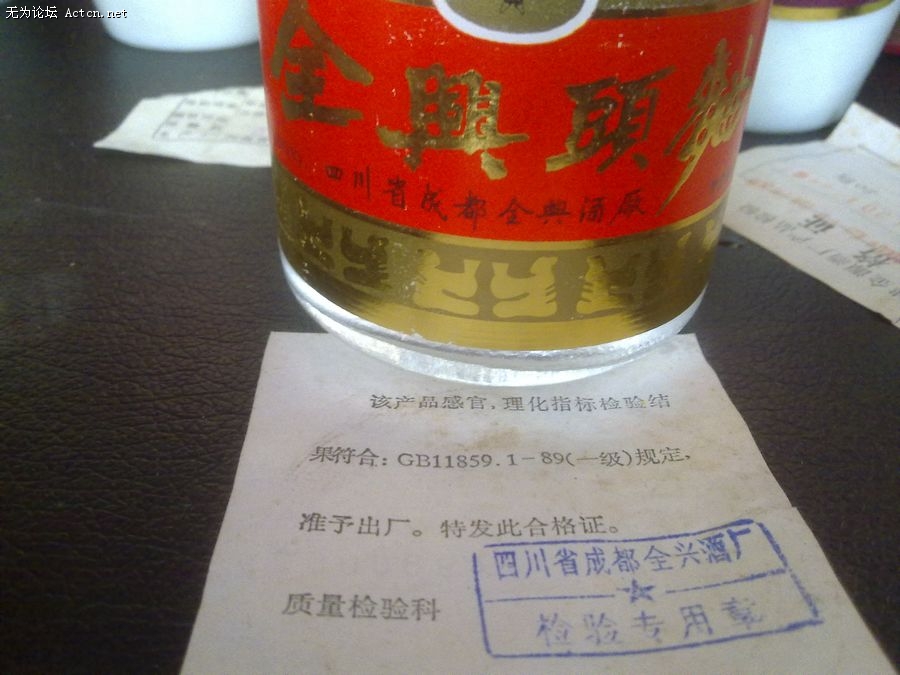 无为论坛 Actcn.net
全興頭麯
四川省成都全興酒厰
该产品感官,理化指标检验结
果符合:GB11859.1-89(一级)规定,
准予出厂。特发此合格证。
质量检验科
四川省成都全兴酒厂
检验专用章